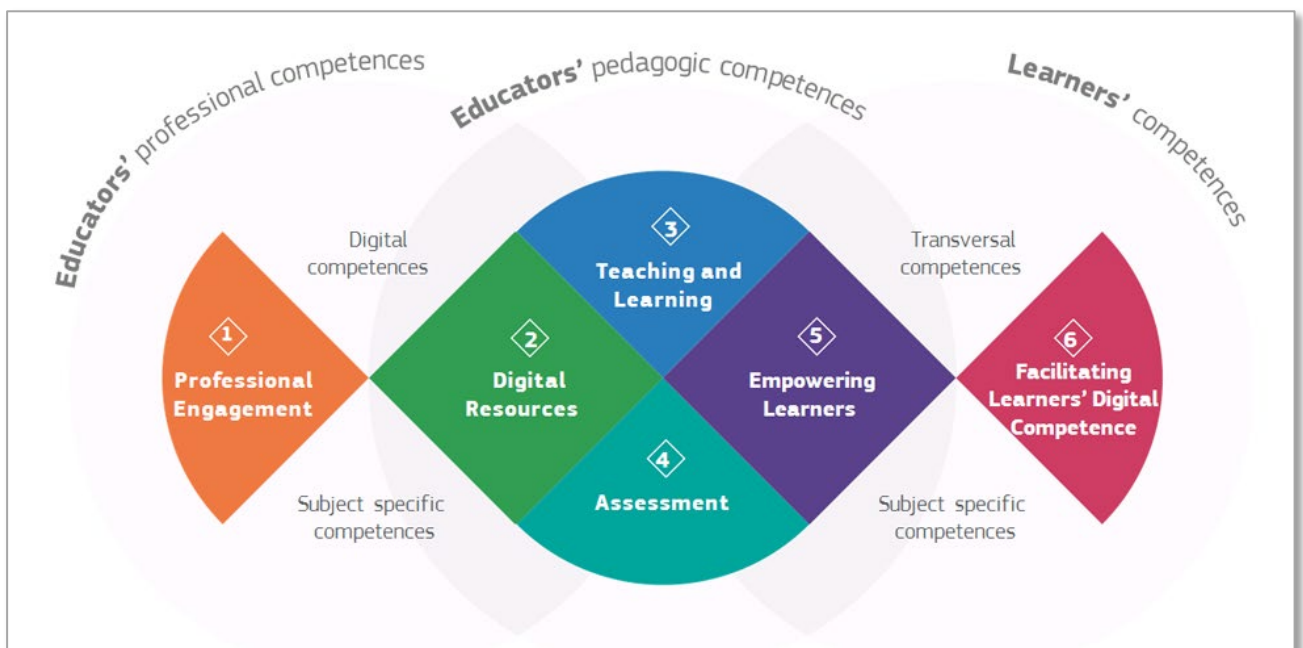 Educators' professional competences
Educators' pedagogic competences
Learners' competences
Digital
competences
Transversal
competences
1
Professional
Engagement
2
Digital
Resources
3
Teaching and
Learning
4
Assessment
5
Empowering
Learners
6
Facilitating
Learners' Digital
Competence
Subject specific
competences
Subject specific
competences